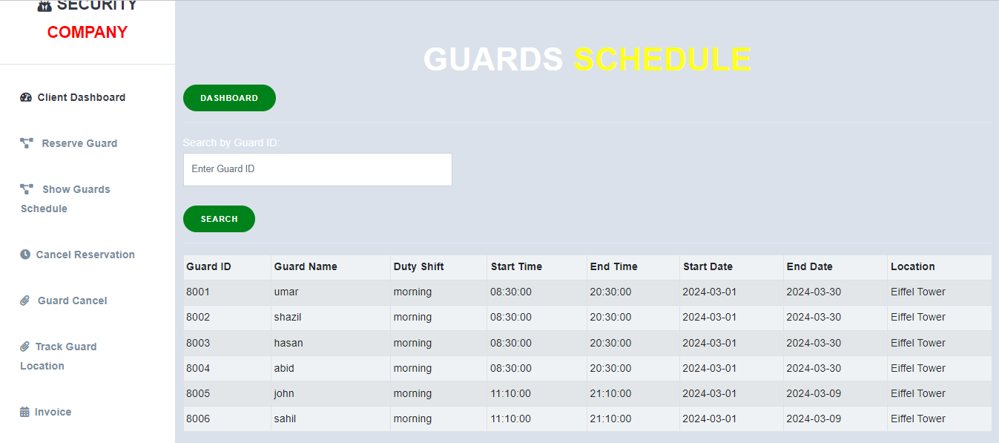 SECURITY
COMPANY
Client Dashboard
Reserve Guard
Show Guards
Schedule
Cancel Reservation
Guard Cancel
Track Guard
Location
Invoice
GUARDS SCHEDULE
DASHBOARD
Search by Guard ID:
Enter Guard ID
SEARCH
Guard ID Guard Name Duty Shift Start Time End Time Start Date End Date Location
8001 umar morning 08:30:00 20:30:00 2024-03-01 2024-03-30 Eiffel Tower
8002 shazil morning 08:30:00 20:30:00 2024-03-01 2024-03-30 Eiffel Tower
8003 hasan morning 08:30:00 20:30:00 2024-03-01 2024-03-30 Eiffel Tower
8004 abid morning 08:30:00 20:30:00 2024-03-01 2024-03-30 Eiffel Tower
8005 john morning 11:10:00 21:10:00 2024-03-01 2024-03-09 Eiffel Tower
8006 sahil morning 11:10:00 21:10:00 2024-03-01 2024-03-09 Eiffel Tower